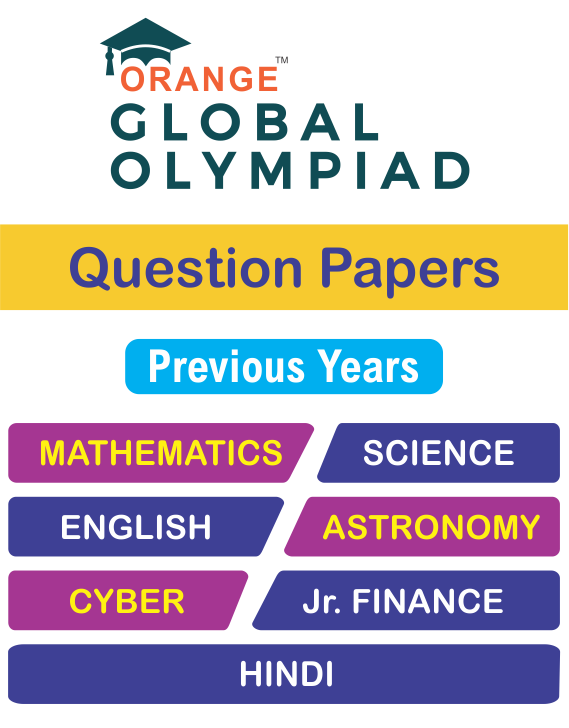 ORANGE™
GLOBAL
OLYMPIAD
Question Papers
Previous Years
MATHEMATICS SCIENCE
ENGLISH ASTRONOMY
CYBER Jr. FINANCE
HINDI